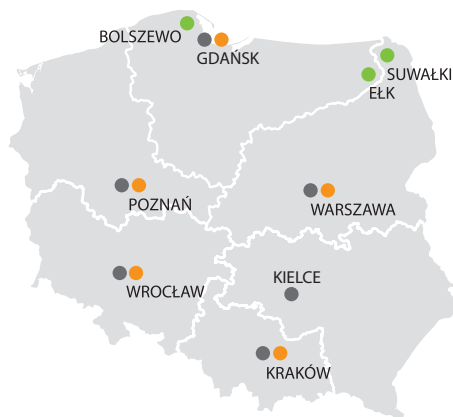 BOLSZEWO
GDAŃSK
SUWAŁKI
EŁK
POZNAŃ
WARSZAWA
KIELCE
WROCŁAW
KRAKÓW